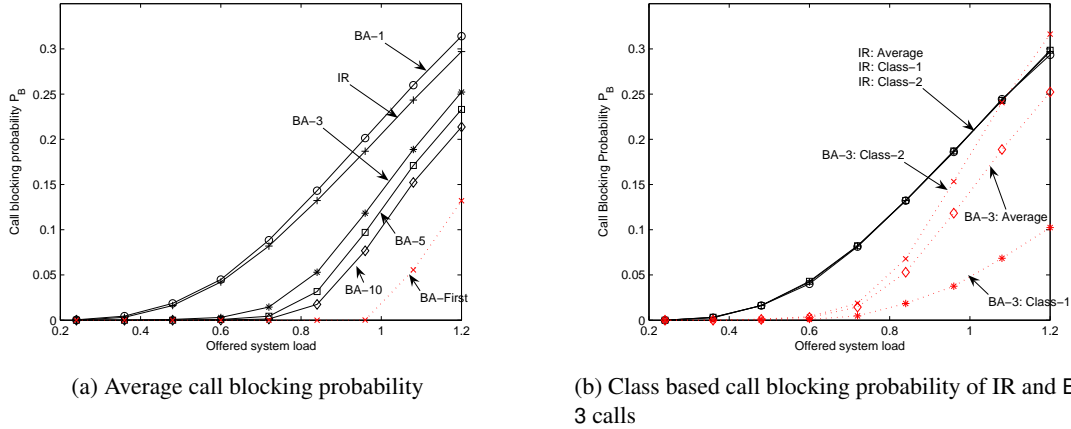 0.3
0.25
0.2
0.15
0.1
0.05
0
Call blocking probability P_B
BA−1
IR
BA−3
BA−5
BA−10
BA−First
0.2 0.4 0.6 0.8 1 1.2
Offered system load
(a) Average call blocking probability
0.3
0.25
0.2
0.15
0.1
0.05
0
Call Blocking Probability P_B
IR: Average
IR: Class−1
IR: Class−2
BA−3: Class−2
BA−3: Average
BA−3: Class−1
0.2 0.4 0.6 0.8 1 1.2
Offered system load
(b) Class based call blocking probability of IR and
3 calls